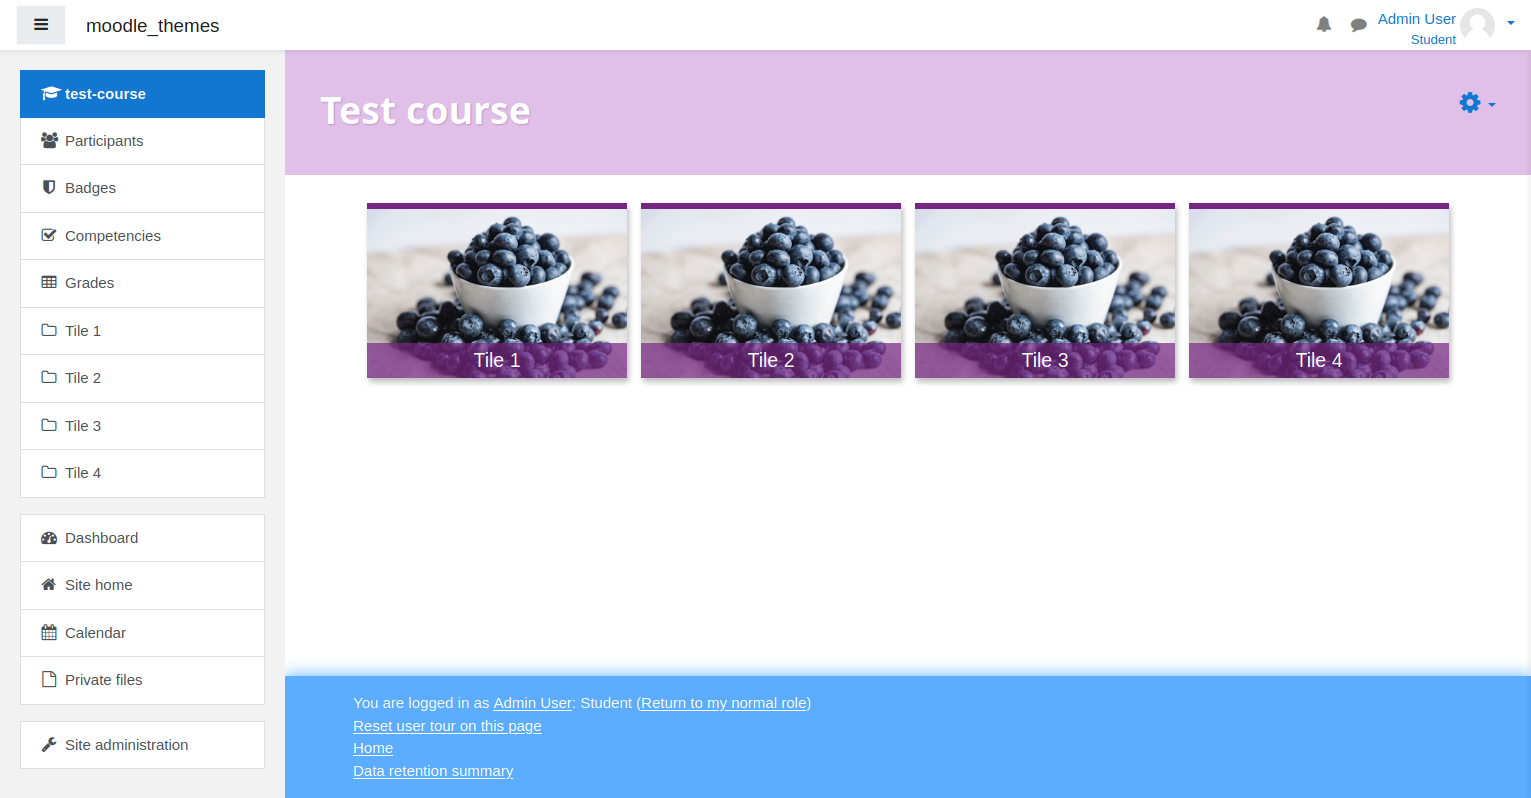 moodle_themes
Admin User
Student
test-course
Participants
Badges
Competencies
Grades
Tile 1
Tile 2
Tile 3
Tile 4
Dashboard
Site home
Calendar
Private files
Site administration
Test course
Tile 1
Tile 2
Tile 3
Tile 4
You are logged in as Admin User: Student (Return to my normal role)
Reset user tour on this page
Home
Data retention summary